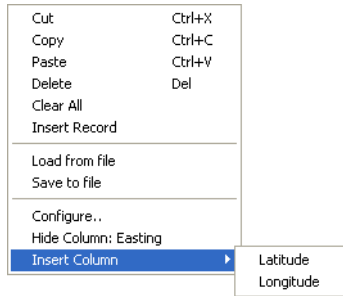 Cut Ctrl+X
Copy Ctrl+C
Paste Ctrl+V
Delete Del
Clear All
Insert Record
Load from file
Save to file
Configure..
Hide Column: Easting
Insert Column
Latitude
Longitude